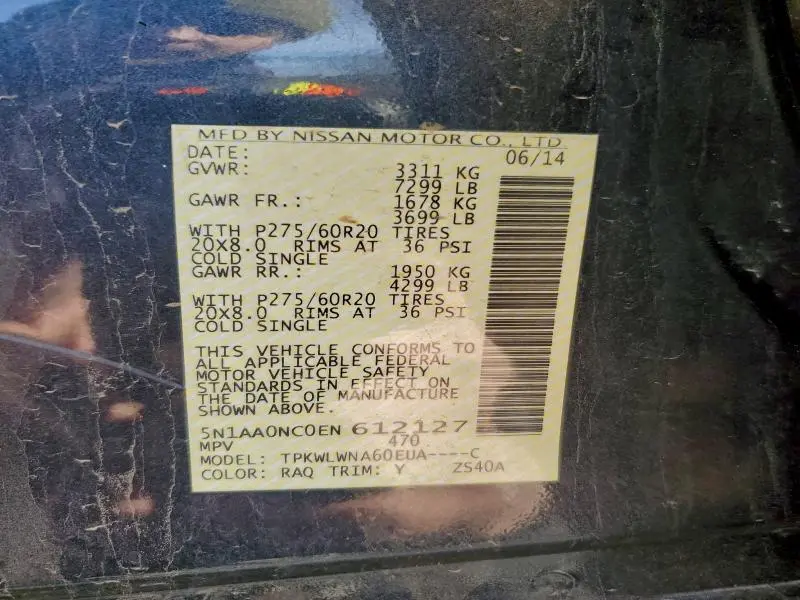 MFD BY NISSAN MOTOR CO., LTD.
DATE: 06/14
GVWR: 3311 KG
7299 LB
GAWR FR.: 1678 KG
3699 LB
WITH P275/60R20 TIRES
20X8.0 RIMS AT 36 PSI
COLD SINGLE
GAWR RR.: 1950 KG
4299 LB
WITH P275/60R20 TIRES
20X8.0 RIMS AT 36 PSI
COLD SINGLE
THIS VEHICLE CONFORMS TO
ALL APPLICABLE FEDERAL
MOTOR VEHICLE SAFETY
STANDARDS IN EFFECT ON
THE DATE OF MANUFACTURE
SHOWN ABOVE.
5N1AA0NC0EN 612127
MPV 470
MODEL: TPKWLWNA60EUA----C
COLOR: RAQ TRIM: Y ZS40A